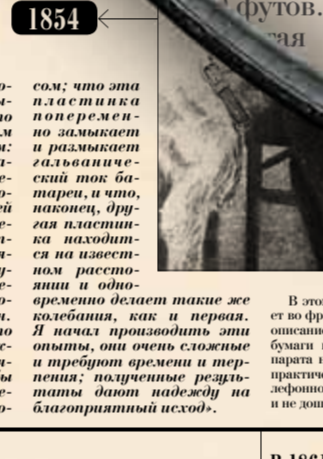 1854
футов.
сом; что эта
пластинка
поперемен-
но замыкает
и размыкает
гальваниче-
ский ток ба-
тареи, и что,
наконец, дру-
гая пластин-
ка находит-
ся на извест-
ном рассто-
янии и одно-
временно делает такие же
колебания, как и первая.
Я начал производить эти
опыты, они очень сложные
и требуют времени и тер-
пения; полученные резуль-
таты дают надежду на
благоприятный исход».
В это
ет во фр
описание
бумаги
парата н
практич
лефонно
и не дош